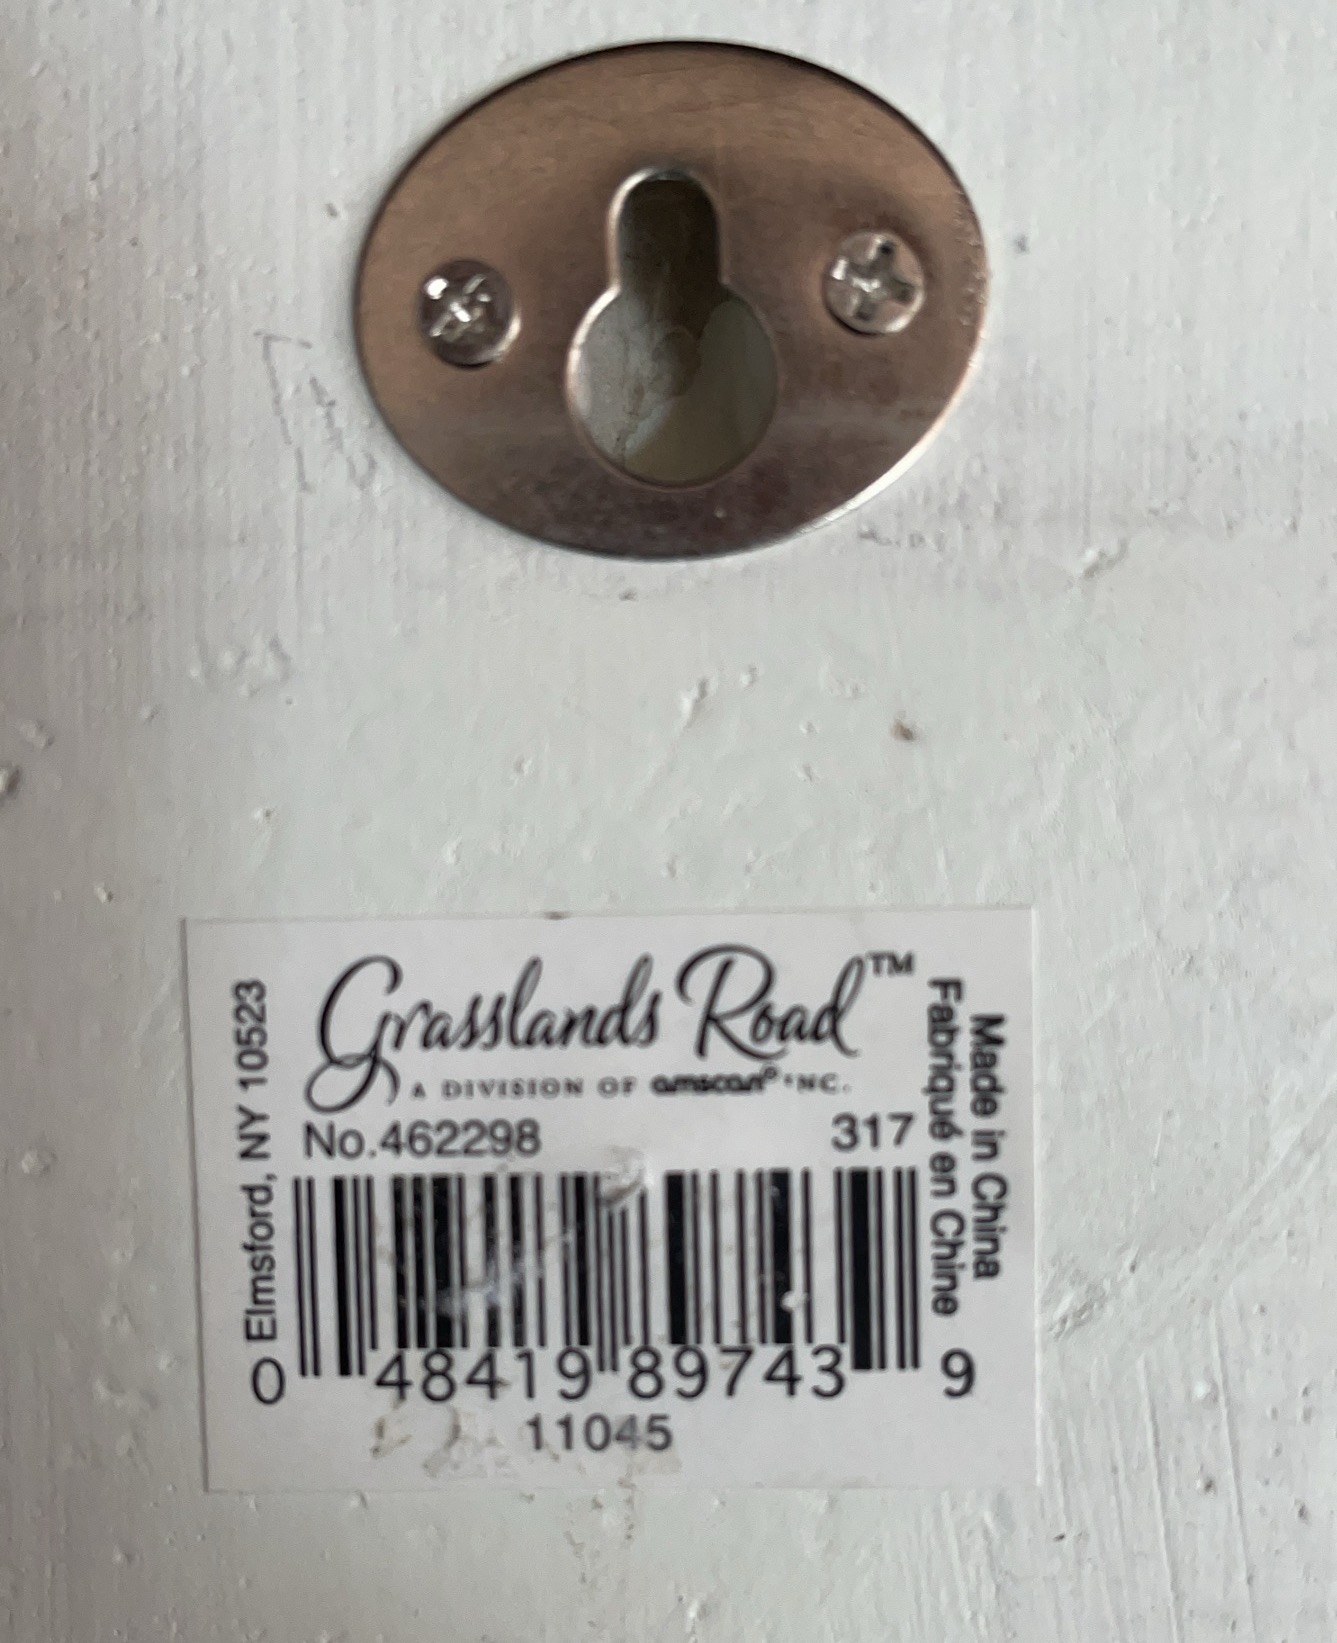 Grasslands Road™
A DIVISION OF amscan® INC.
No.462298 317
0 48419 89743 9
11045
Elmsford, NY 10523
Made in China
Fabriqué en Chine